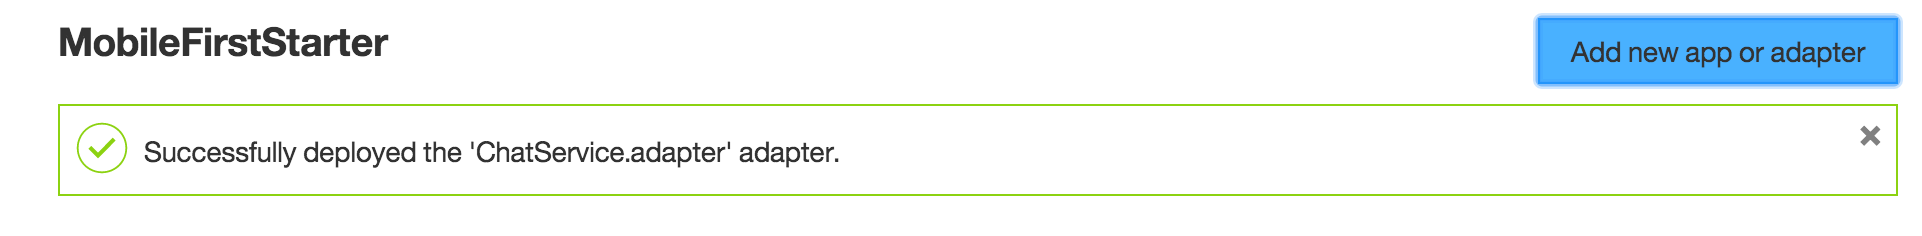 MobileFirstStarter
Add new app or adapter
Successfully deployed the 'ChatService.adapter' adapter.